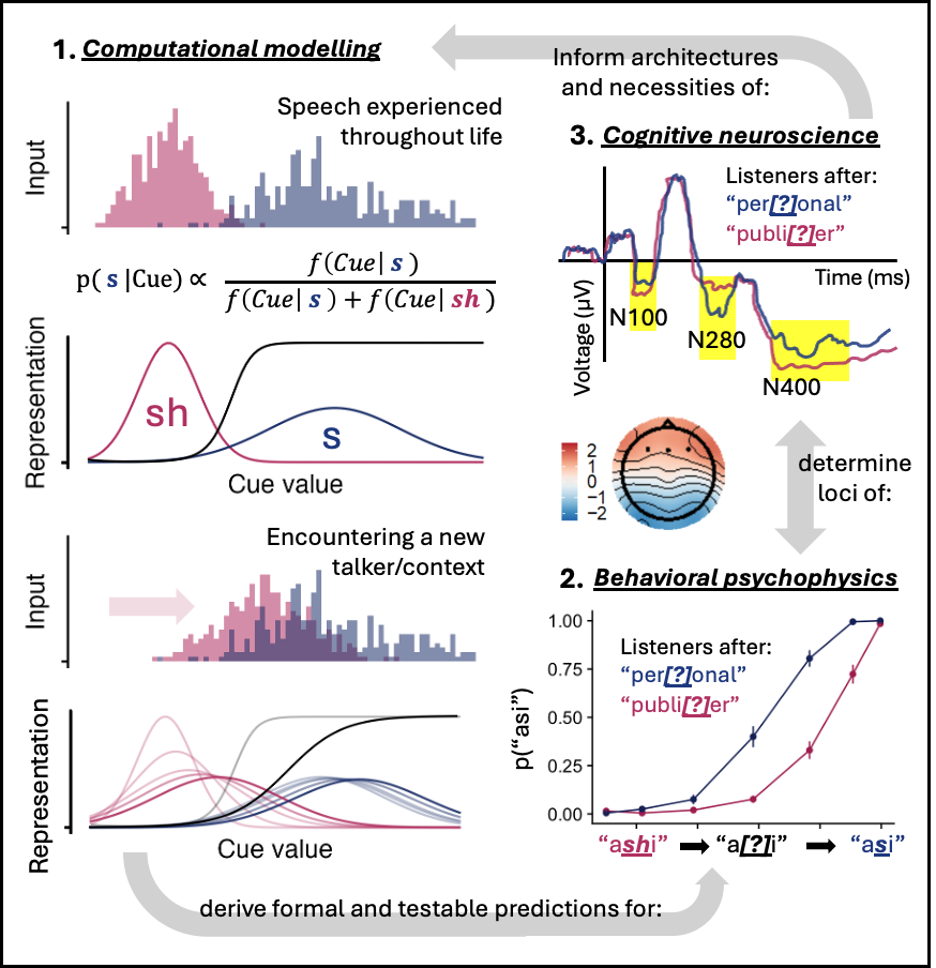 1. Computational modelling
Input
Speech experienced
throughout life
p( s |Cue) ∝ f(Cue| s ) / f(Cue| s ) + f(Cue| sh )
Representation
sh
s
Cue value
Input
Encountering a new
talker/context
Representation
Cue value
derive formal and testable predictions for:
2. Behavioral psychophysics
Listeners after:
“per[?]onal”
“publi[?]er”
p(“asi”)
1.00
0.75
0.50
0.25
0.00
“ashi” ➡ “a[?]i” ➡ “asi”
determine
loci of:
3. Cognitive neuroscience
Listeners after:
“per[?]onal”
“publi[?]er”
Time (ms)
Voltage (µV)
N100
N280
N400
2
1
0
−1
−2
Inform architectures
and necessities of: